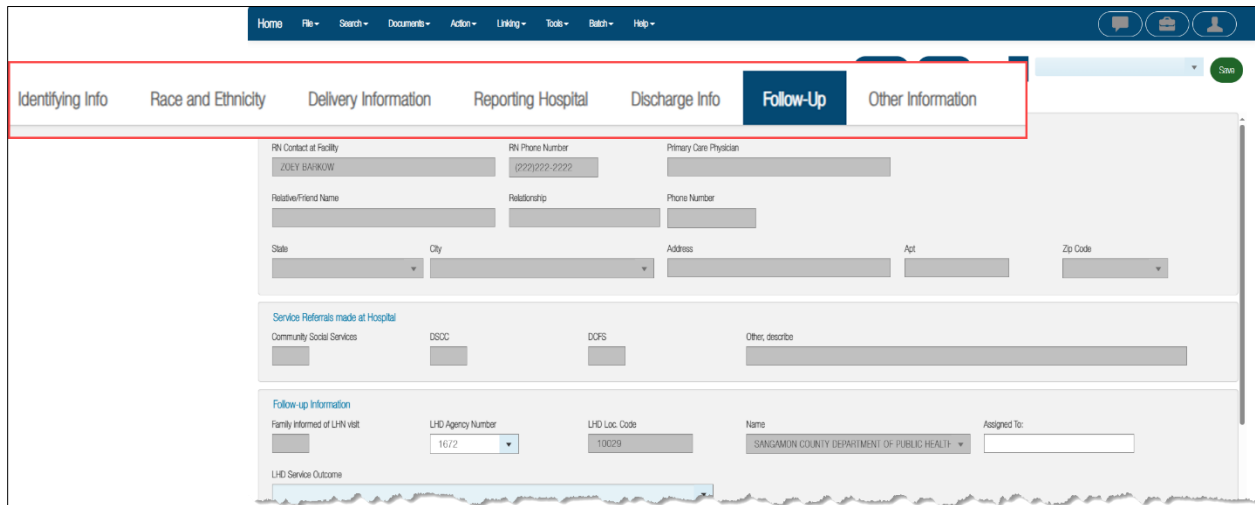 Home File Search Documents Action Linking Tools Batch Help
Save
Identifying Info Race and Ethnicity Delivery Information Reporting Hospital Discharge Info Follow-Up Other Information
RN Contact at Facility RN Phone Number Primary Care Physician
ZOEY BARKOW (222)222-2222
Relative/Friend Name Relationship Phone Number
State City Address Apt Zip Code
Service Referrals made at Hospital
Community Social Services DSCC DCFS Other, describe
Follow-up Information
Family Informed of LHN visit LHD Agency Number LHD Loc. Code Name Assigned To:
1672 10029 SANGAMON COUNTY DEPARTMENT OF PUBLIC HEALTH
LHD Service Outcome